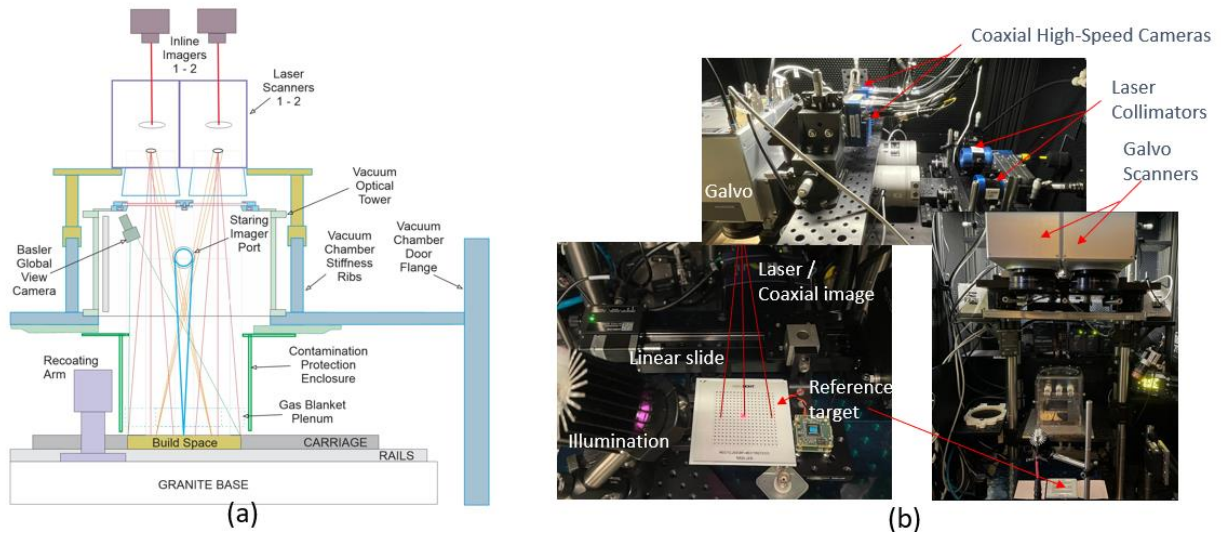 Inline
Imagers
1 - 2
Laser
Scanners
1 - 2
Vacuum
Optical
Tower
Staring
Imager
Port
Basler
Global
View
Camera
Vacuum
Chamber
Stiffness
Ribs
Vacuum
Chamber
Door
Flange
Recoating
Arm
Contamination
Protection
Enclosure
Gas Blanket
Plenum
Build Space
CARRIAGE
RAILS
GRANITE BASE
(a)
Coaxial High-Speed Cameras
Laser
Collimators
Galvo
Scanners
Galvo
Laser /
Coaxial image
Linear slide
Reference
target
Illumination
(b)